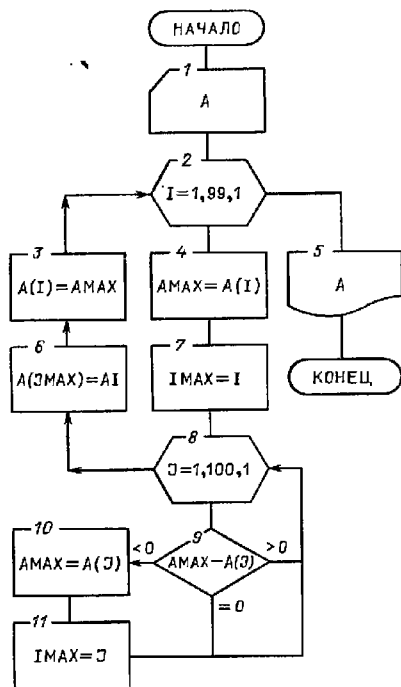 НАЧАЛО
1
A
2
I=1,99,1
3
A(I)=AMAX
4
AMAX=A(I)
5
A
6
A(JMAX)=AI
7
IMAX=I
КОНЕЦ
8
J=1,100,1
9
AMAX-A(J)
<0
>0
=0
10
AMAX=A(J)
11
IMAX=J